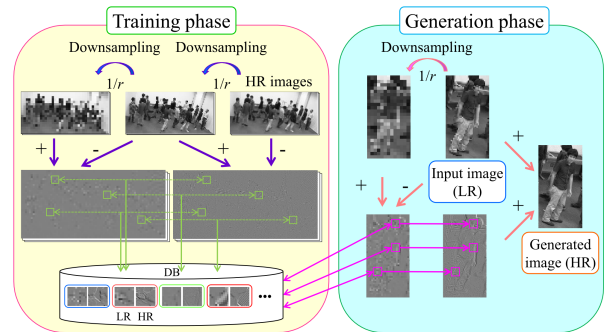 Training phase
Generation phase
Downsampling
Downsampling
1/r
1/r
HR images
+
-
+
-
DB
LR
HR
•••
Downsampling
1/r
+
-
Input image
(LR)
+
+
Generated
image (HR)